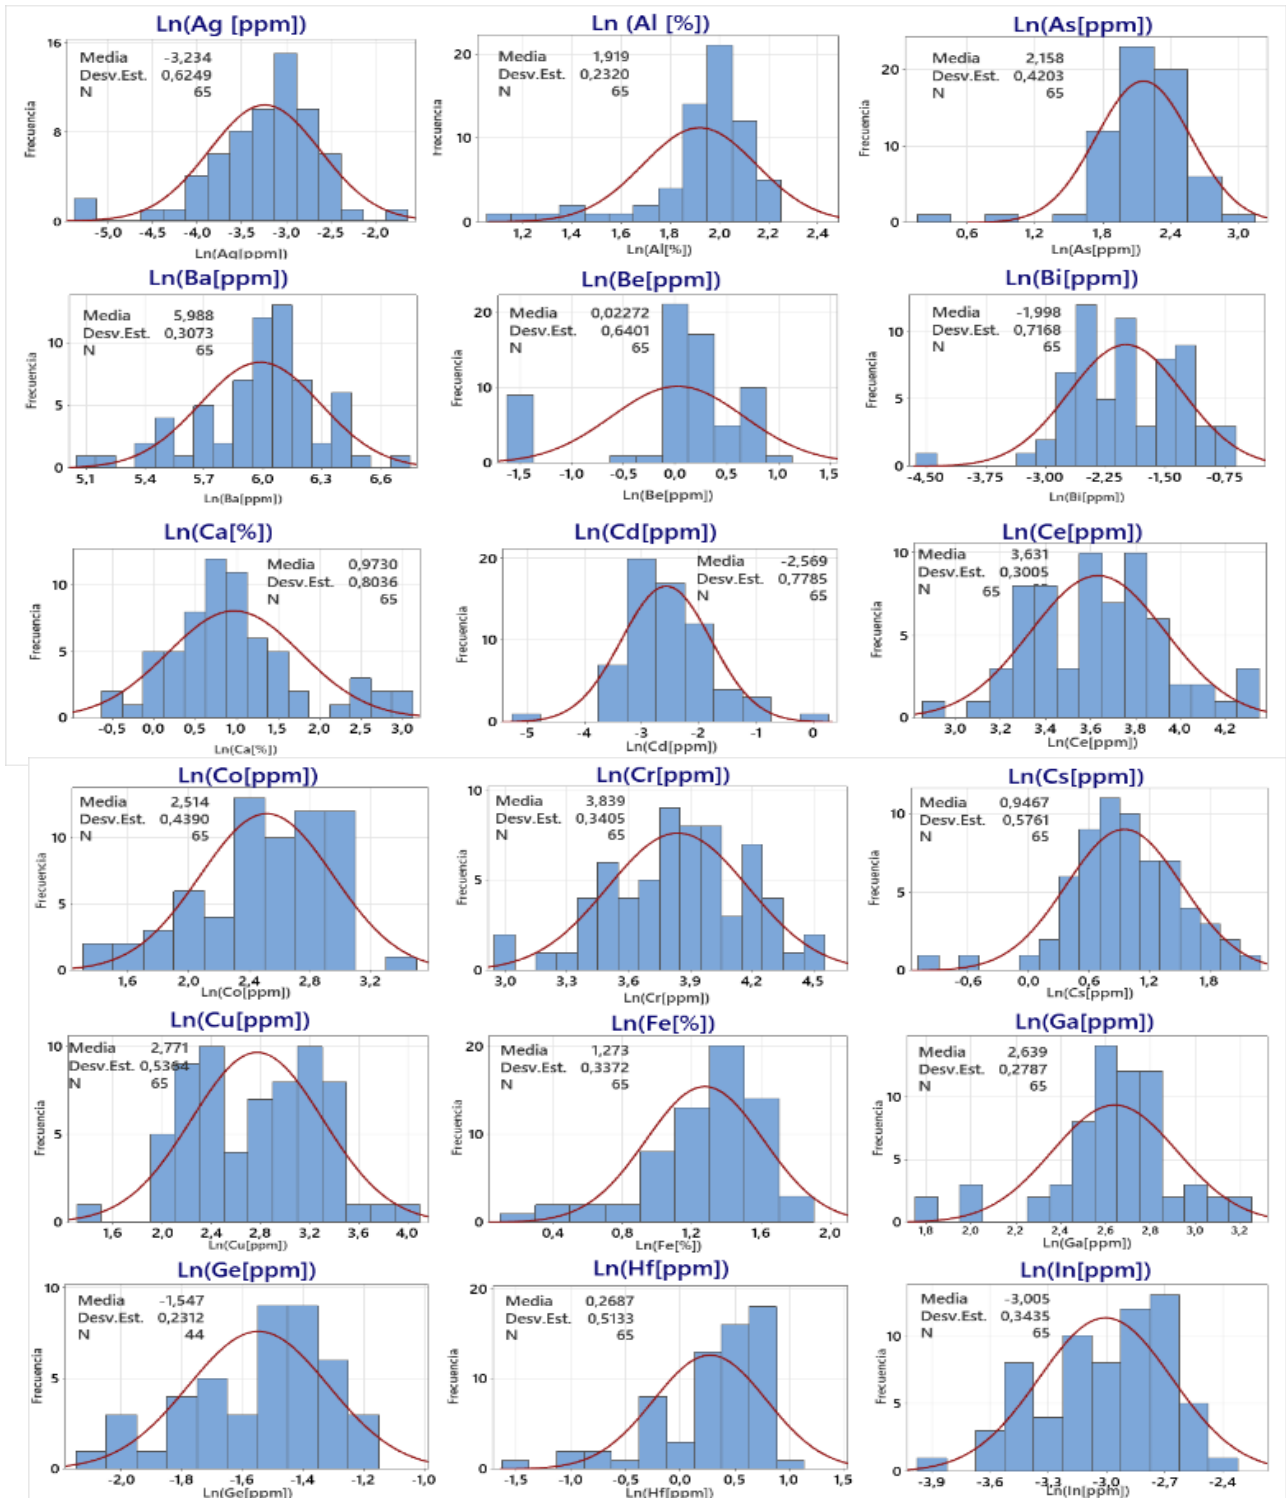 Ln(Ag [ppm])
Media -3,234
Desv.Est. 0,6249
N 65
Frecuencia
16
8
0
-5,0 -4,5 -4,0 -3,5 -3,0 -2,5 -2,0
Ln(Ag[ppm])
Ln (Al [%])
Media 1,919
Desv.Est. 0,2320
N 65
Frecuencia
20
10
0
1,2 1,4 1,6 1,8 2,0 2,2 2,4
Ln(Al[%])
Ln(As[ppm])
Media 2,158
Desv.Est. 0,4203
N 65
Frecuencia
20
10
0
0,6 1,2 1,8 2,4 3,0
Ln(As[ppm])
Ln(Ba[ppm])
Media 5,988
Desv.Est. 0,3073
N 65
Frecuencia
10
5
0
5,1 5,4 5,7 6,0 6,3 6,6
Ln(Ba[ppm])
Ln(Be[ppm])
Media 0,02272
Desv.Est. 0,6401
N 65
Frecuencia
20
10
0
-1,5 -1,0 -0,5 0,0 0,5 1,0 1,5
Ln(Be[ppm])
Ln(Bi[ppm])
Media -1,998
Desv.Est. 0,7168
N 65
Frecuencia
10
5
0
-4,50 -3,75 -3,00 -2,25 -1,50 -0,75
Ln(Bi[ppm])
Ln(Ca[%])
Media 0,9730
Desv.Est. 0,8036
N 65
Frecuencia
10
5
0
-0,5 0,0 0,5 1,0 1,5 2,0 2,5 3,0
Ln(Ca[%])
Ln(Cd[ppm])
Media -2,569
Desv.Est. 0,7785
N 65
Frecuencia
20
10
0
-5 -4 -3 -2 -1 0
Ln(Cd[ppm])
Ln(Ce[ppm])
Media 3,631
Desv.Est. 0,3005
N 65
Frecuencia
10
5
0
3,0 3,2 3,4 3,6 3,8 4,0 4,2
Ln(Ce[ppm])
Ln(Co[ppm])
Media 2,514
Desv.Est. 0,4390
N 65
Frecuencia
10
5
0
1,6 2,0 2,4 2,8 3,2
Ln(Co[ppm])
Ln(Cr[ppm])
Media 3,839
Desv.Est. 0,3405
N 65
Frecuencia
10
5
0
3,0 3,3 3,6 3,9 4,2 4,5
Ln(Cr[ppm])
Ln(Cs[ppm])
Media 0,9467
Desv.Est. 0,5761
N 65
Frecuencia
10
5
0
-0,6 0,0 0,6 1,2 1,8
Ln(Cs[ppm])
Ln(Cu[ppm])
Media 2,771
Desv.Est. 0,5364
N 65
Frecuencia
10
5
0
1,6 2,0 2,4 2,8 3,2 3,6 4,0
Ln(Cu[ppm])
Ln(Fe[%])
Media 1,273
Desv.Est. 0,3372
N 65
Frecuencia
20
10
0
0,4 0,8 1,2 1,6 2,0
Ln(Fe[%])
Ln(Ga[ppm])
Media 2,639
Desv.Est. 0,2787
N 65
Frecuencia
10
5
0
1,8 2,0 2,2 2,4 2,6 2,8 3,0 3,2
Ln(Ga[ppm])
Ln(Ge[ppm])
Media -1,547
Desv.Est. 0,2312
N 44
Frecuencia
10
5
0
-2,0 -1,8 -1,6 -1,4 -1,2 -1,0
Ln(Ge[ppm])
Ln(Hf[ppm])
Media 0,2687
Desv.Est. 0,5133
N 65
Frecuencia
20
10
0
-1,5 -1,0 -0,5 0,0 0,5 1,0 1,5
Ln(Hf[ppm])
Ln(In[ppm])
Media -3,005
Desv.Est. 0,3435
N 65
Frecuencia
10
5
0
-3,9 -3,6 -3,3 -3,0 -2,7 -2,4
Ln(In[ppm])